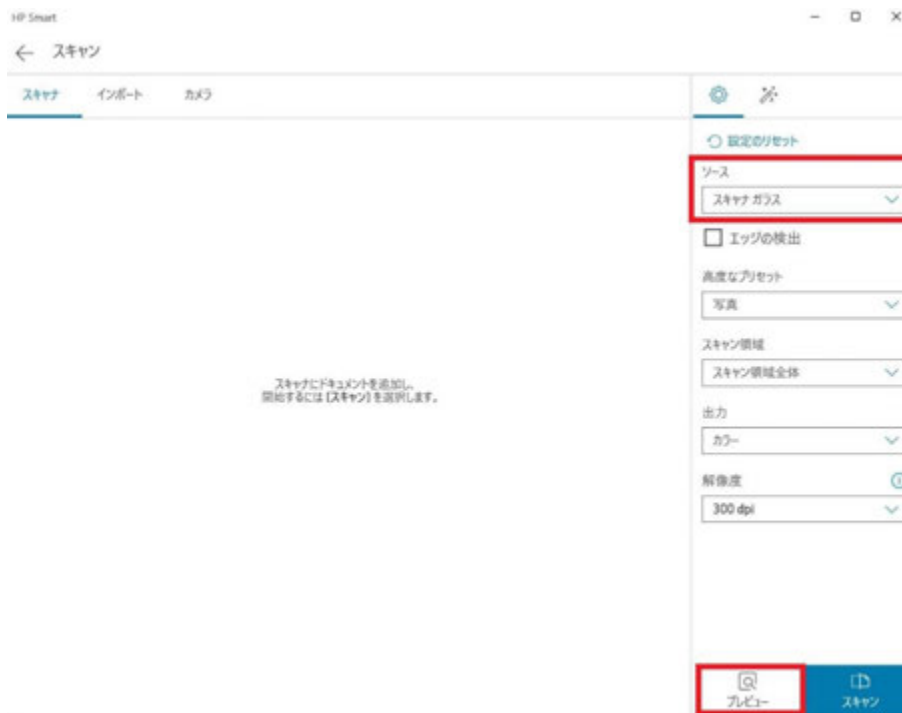 HP Smart
スキャン
スキャナ インポート カメラ
設定のリセット
ソース
スキャナ ガラス
エッジの検出
高度なプリセット
写真
スキャン領域
スキャン領域全体
スキャナにドキュメントを追加し、
開始するには [スキャン] を選択します。
出力
カラー
解像度
300 dpi
プレビュー スキャン